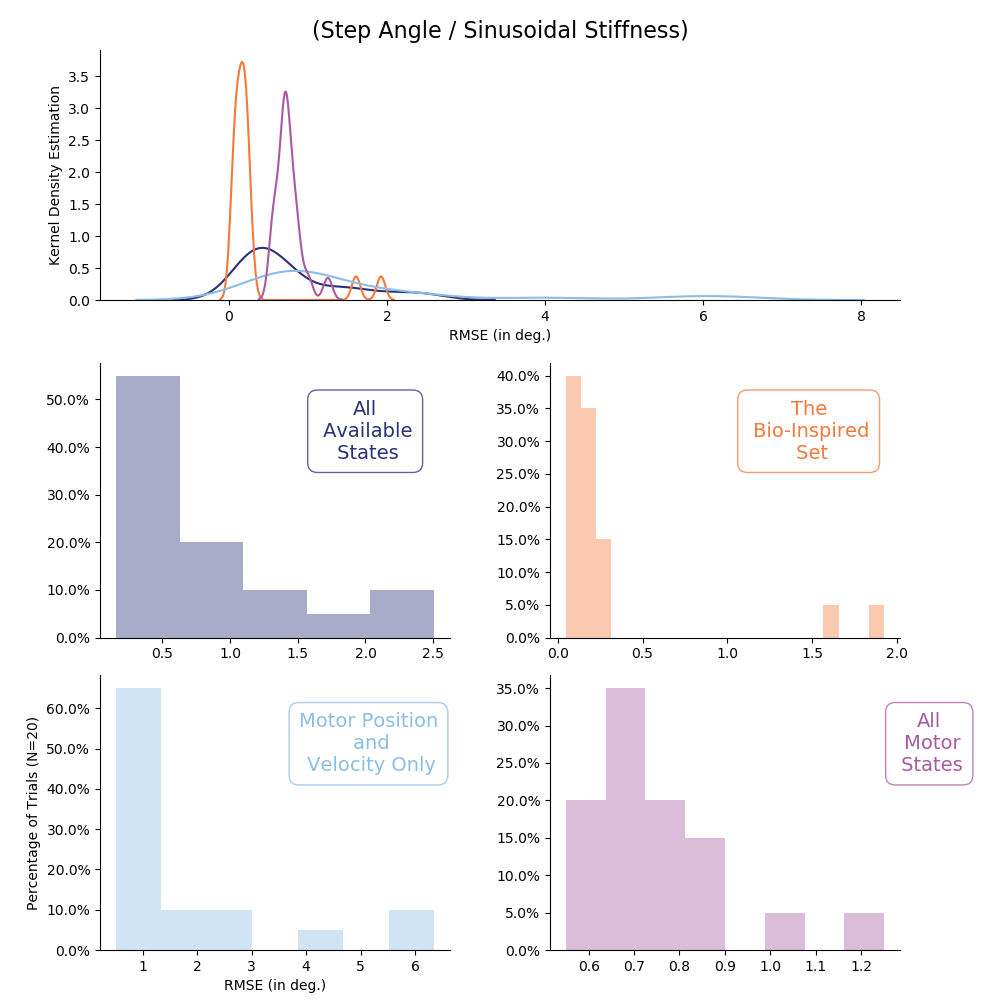 (Step Angle / Sinusoidal Stiffness)
Kernel Density Estimation
3.5
3.0
2.5
2.0
1.5
1.0
0.5
0.0
0 2 4 6 8
RMSE (in deg.)
50.0%
40.0%
30.0%
20.0%
10.0%
0.0%
0.5 1.0 1.5 2.0 2.5
All
Available
States
40.0%
35.0%
30.0%
25.0%
20.0%
15.0%
10.0%
5.0%
0.0%
0.0 0.5 1.0 1.5 2.0
The
Bio-Inspired
Set
Percentage of Trials (N=20)
60.0%
50.0%
40.0%
30.0%
20.0%
10.0%
0.0%
1 2 3 4 5 6
RMSE (in deg.)
Motor Position
and
Velocity Only
35.0%
30.0%
25.0%
20.0%
15.0%
10.0%
5.0%
0.0%
0.6 0.7 0.8 0.9 1.0 1.1 1.2
All
Motor
States